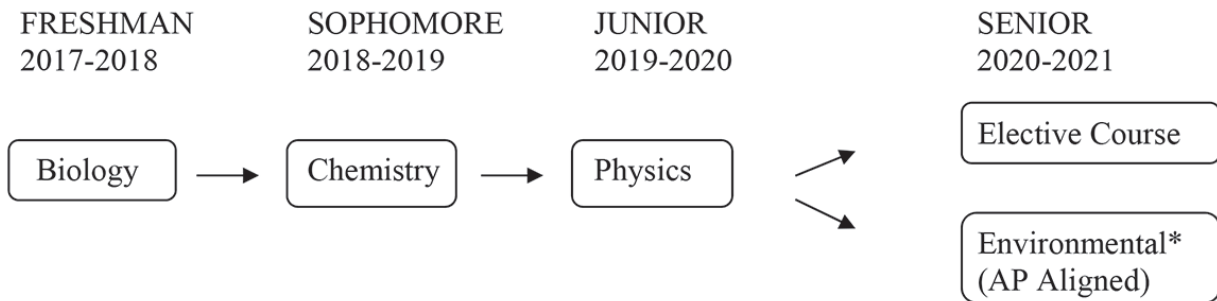 FRESHMAN
2017-2018
SOPHOMORE
2018-2019
JUNIOR
2019-2020
SENIOR
2020-2021
Biology
Chemistry
Physics
Elective Course
Environmental*
(AP Aligned)